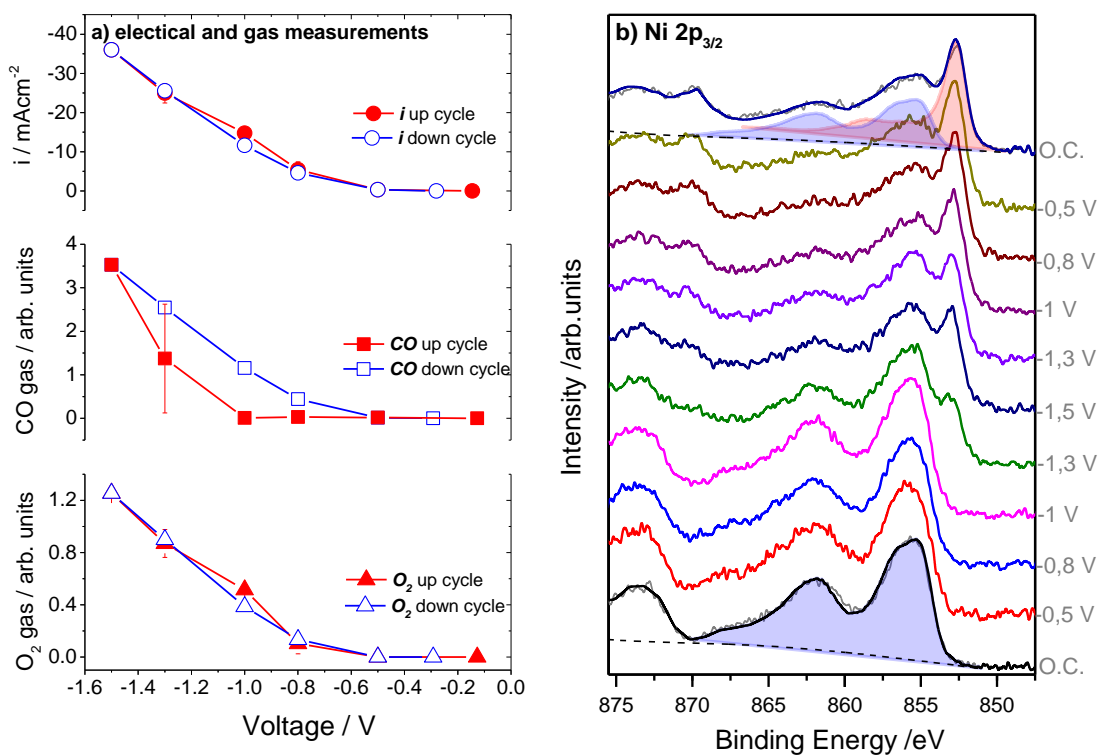 a) electical and gas measurements
-40
-30
-20
-10
0
i / mAcm-2
i up cycle
i down cycle
4
3
2
1
0
CO gas / arb. units
CO up cycle
CO down cycle
1.2
0.8
0.4
0.0
O2 gas / arb. units
O2 up cycle
O2 down cycle
-1.6 -1.4 -1.2 -1.0 -0.8 -0.6 -0.4 -0.2 0.0
Voltage / V
b) Ni 2p3/2
Intensity /arb.units
O.C.
-0,5 V
-0,8 V
-1 V
-1,3 V
-1,5 V
-1,3 V
-1 V
-0,8 V
-0,5 V
O.C.
875 870 865 860 855 850
Binding Energy /eV